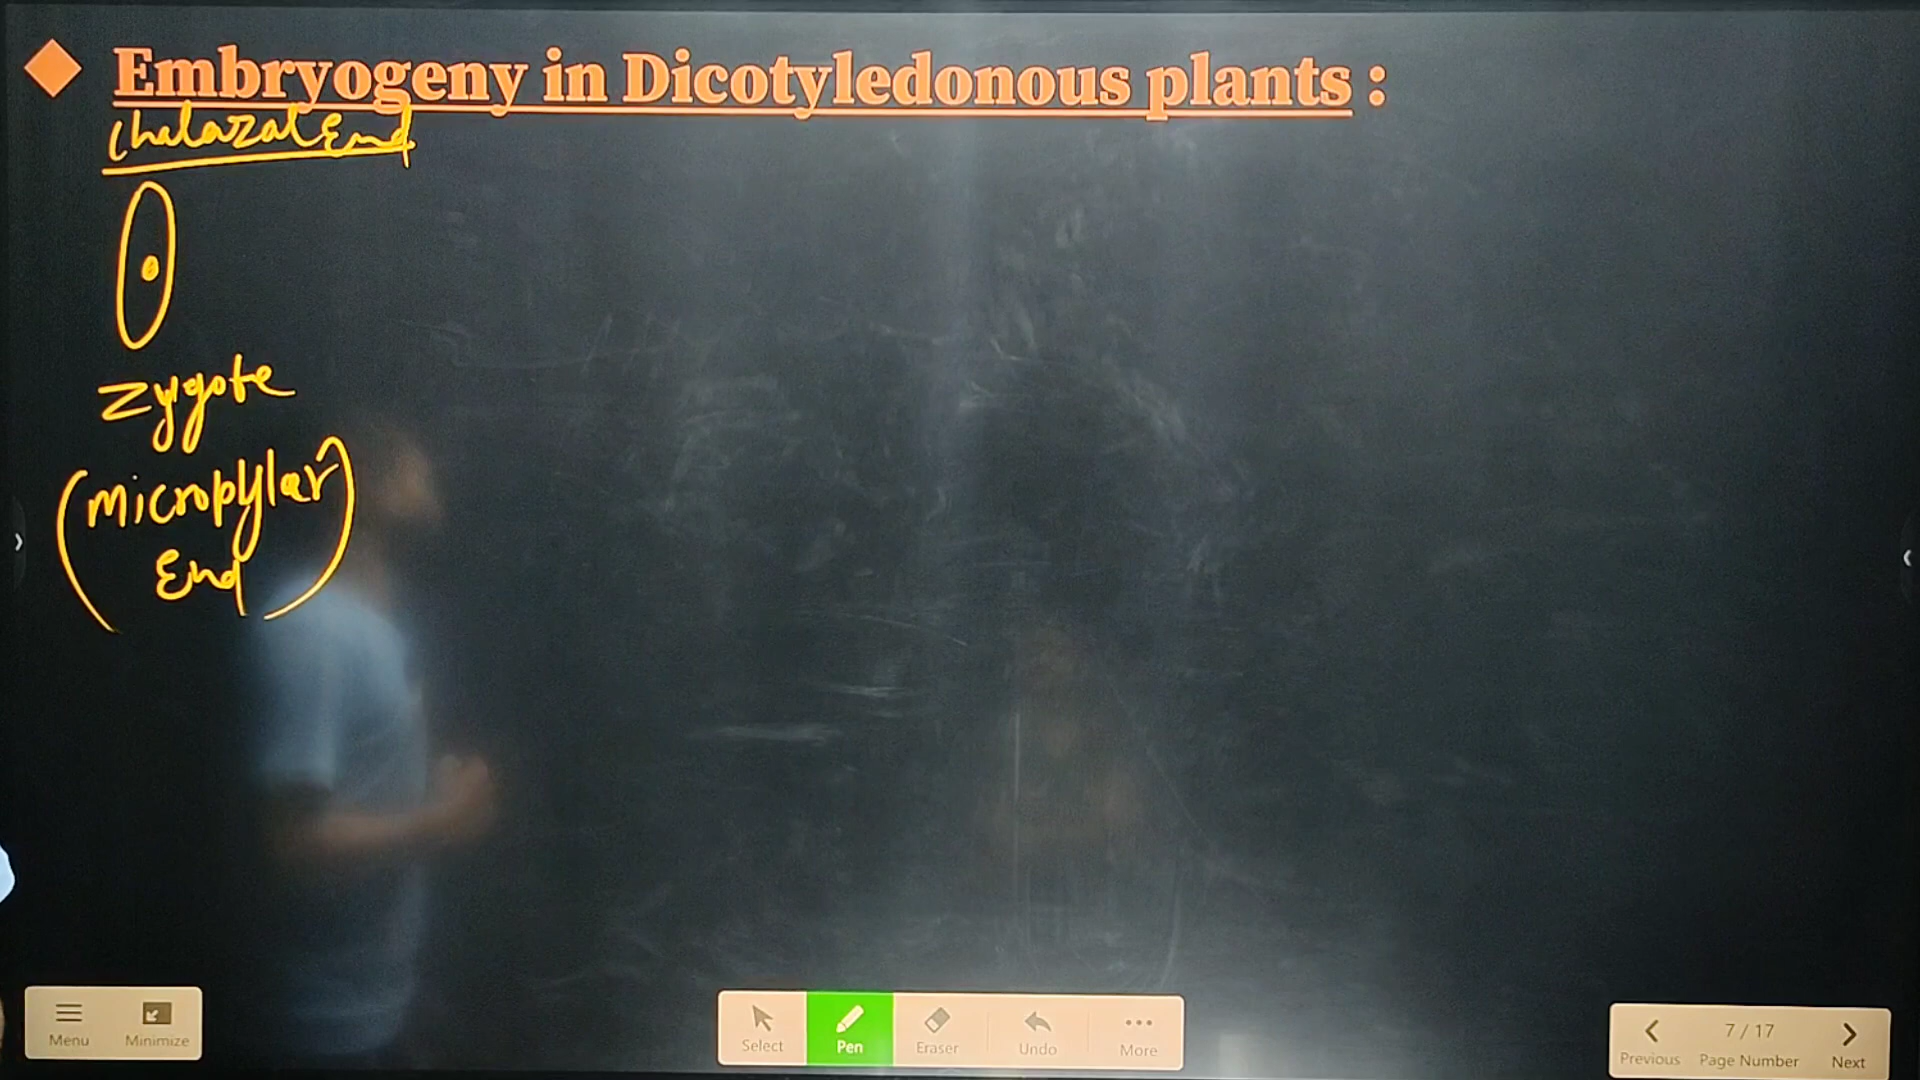 Embryogeny in Dicotyledonous plants :
Chalazal End
Zygote
(Micropylar
End)
Menu
Minimize
Select
Pen
Eraser
Undo
More
Previous
7 / 17
Page Number
Next